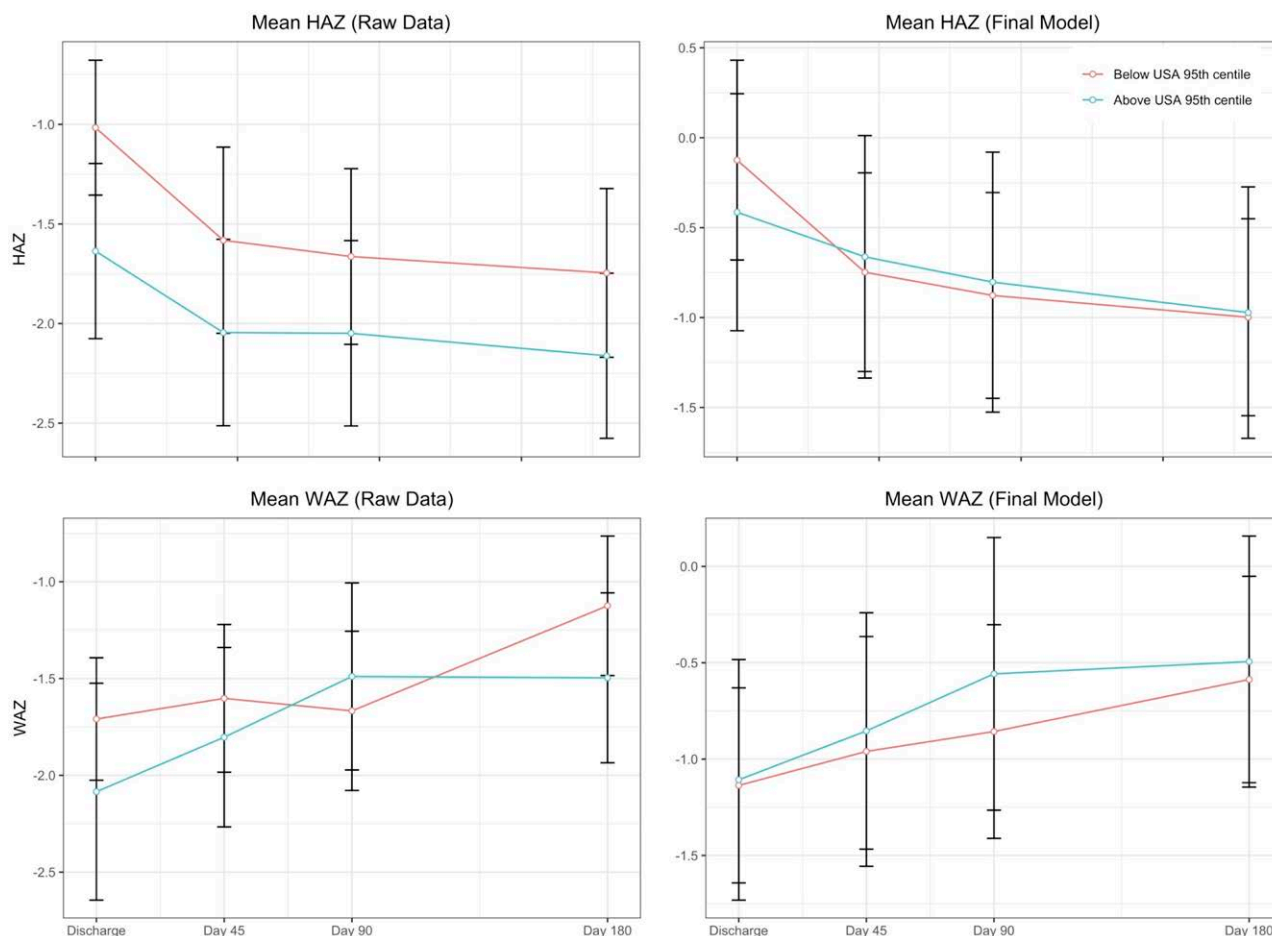 Mean HAZ (Raw Data)
Mean HAZ (Final Model)
HAZ
-1.0
-1.5
-2.0
-2.5
0.5
0.0
-0.5
-1.0
-1.5
Below USA 95th centile
Above USA 95th centile
Mean WAZ (Raw Data)
Mean WAZ (Final Model)
WAZ
-1.0
-1.5
-2.0
-2.5
0.0
-0.5
-1.0
-1.5
Discharge
Day 45
Day 90
Day 180
Discharge
Day 45
Day 90
Day 180